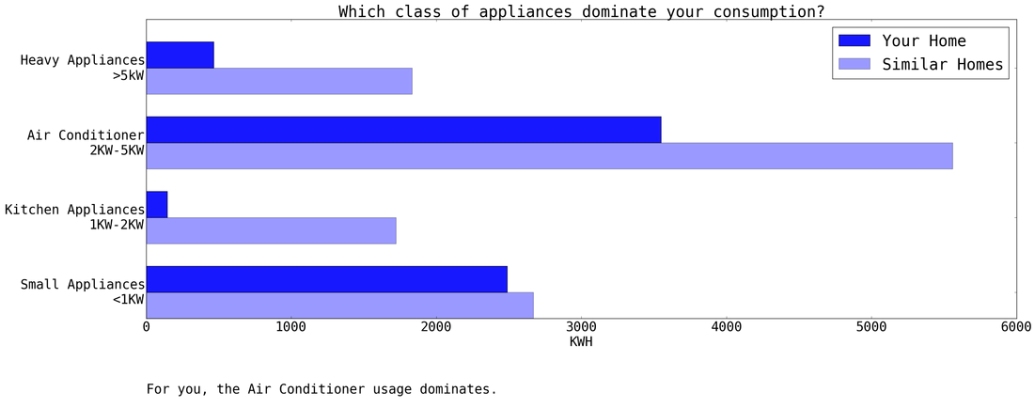 Which class of appliances dominate your consumption?
Your Home
Similar Homes
Heavy Appliances
>5kW
Air Conditioner
2KW-5KW
Kitchen Appliances
1KW-2KW
Small Appliances
<1KW
0 1000 2000 3000 4000 5000 6000
KWH
For you, the Air Conditioner usage dominates.